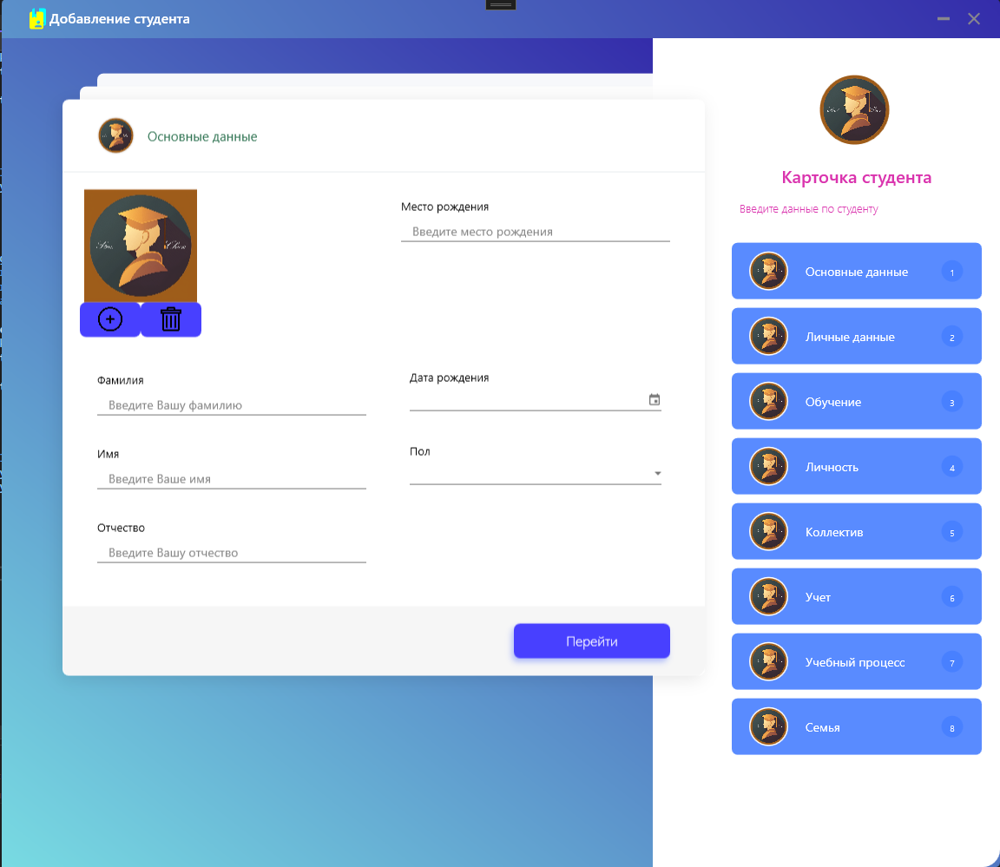 Добавление студента
Основные данные
Место рождения
Введите место рождения
Фамилия
Введите Вашу фамилию
Дата рождения
Имя
Введите Ваше имя
Пол
Отчество
Введите Вашу отчество
Перейти
Карточка студента
Введите данные по студенту
Основные данные 1
Личные данные 2
Обучение 3
Личность 4
Коллектив 5
Учет 6
Учебный процесс 7
Семья 8